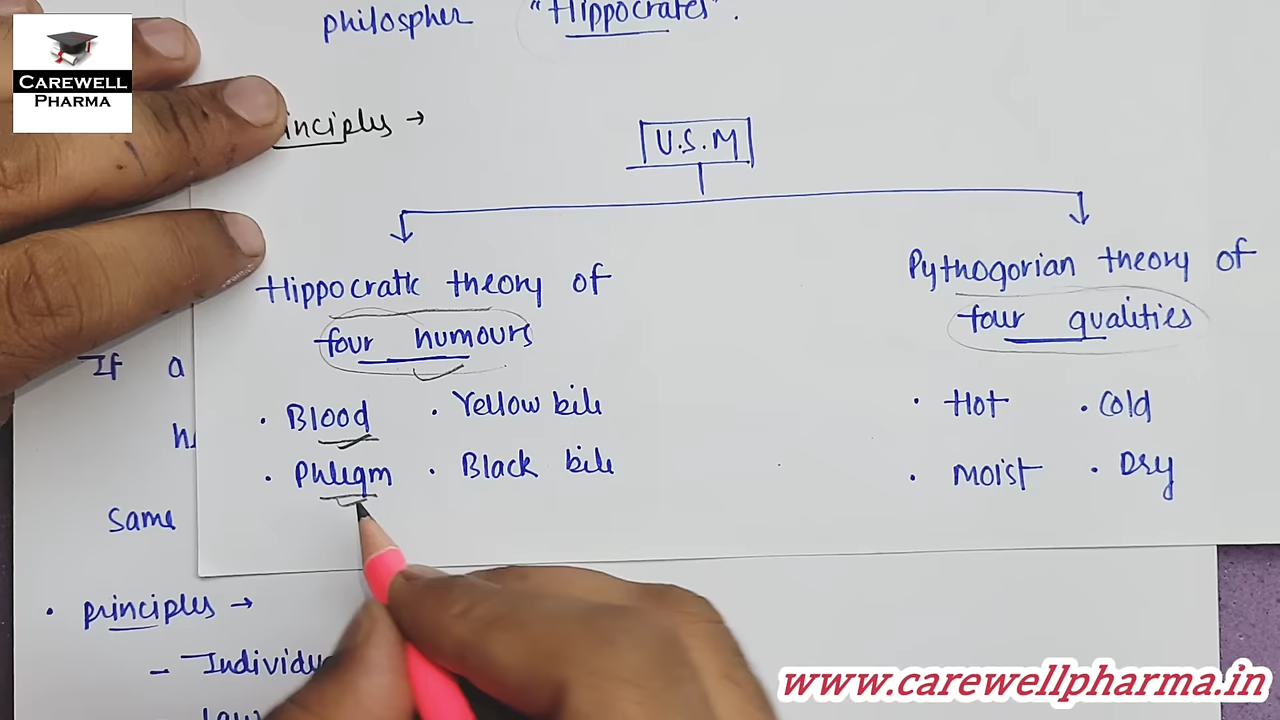 CAREWELL
PHARMA
philospher "Hippocrates".
inciples →
U.S.M
Hippocratic theory of
four humours
· Blood · Yellow bile
· Phlegm · Black bile
Pythogorian theory of
four qualities
· Hot · Cold
· Moist · Dry
If a
same
· principles →
- Individu
law
www.carewellpharma.in